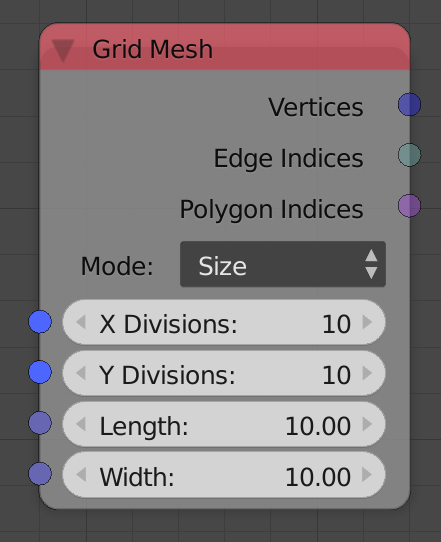 Grid Mesh
Vertices
Edge Indices
Polygon Indices
Mode: Size
X Divisions: 10
Y Divisions: 10
Length: 10.00
Width: 10.00